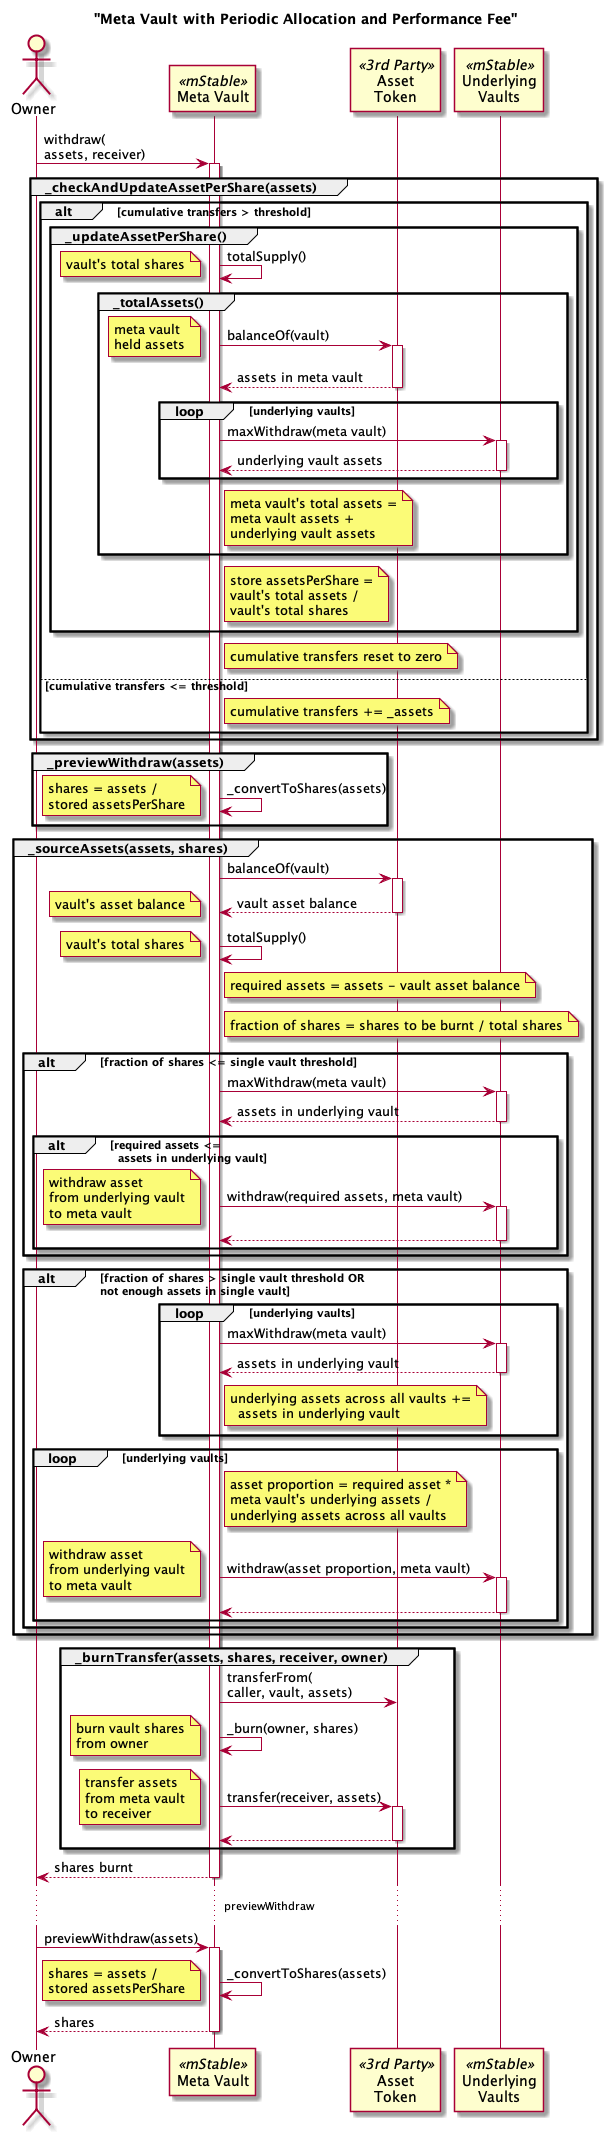 "Meta Vault with Periodic Allocation and Performance Fee"
Owner
«mStable»
Meta Vault
«3rd Party»
Asset
Token
«mStable»
Underlying
Vaults
withdraw(
assets, receiver)
_checkAndUpdateAssetPerShare(assets)
alt [cumulative transfers > threshold]
_updateAssetPerShare()
vault's total shares
totalSupply()
_totalAssets()
meta vault
held assets
balanceOf(vault)
assets in meta vault
loop [underlying vaults]
maxWithdraw(meta vault)
underlying vault assets
meta vault's total assets =
meta vault assets +
underlying vault assets
store assetsPerShare =
vault's total assets /
vault's total shares
cumulative transfers reset to zero
[cumulative transfers <= threshold]
cumulative transfers += _assets
_previewWithdraw(assets)
shares = assets /
stored assetsPerShare
_convertToShares(assets)
_sourceAssets(assets, shares)
balanceOf(vault)
vault's asset balance
vault asset balance
vault's total shares
totalSupply()
required assets = assets - vault asset balance
fraction of shares = shares to be burnt / total shares
alt [fraction of shares <= single vault threshold]
maxWithdraw(meta vault)
assets in underlying vault
alt [required assets <=
assets in underlying vault]
withdraw asset
from underlying vault
to meta vault
withdraw(required assets, meta vault)
alt [fraction of shares > single vault threshold OR
not enough assets in single vault]
loop [underlying vaults]
maxWithdraw(meta vault)
assets in underlying vault
underlying assets across all vaults +=
assets in underlying vault
loop [underlying vaults]
asset proportion = required asset *
meta vault's underlying assets /
underlying assets across all vaults
withdraw asset
from underlying vault
to meta vault
withdraw(asset proportion, meta vault)
_burnTransfer(assets, shares, receiver, owner)
transferFrom(
caller, vault, assets)
burn vault shares
from owner
_burn(owner, shares)
transfer assets
from meta vault
to receiver
transfer(receiver, assets)
shares burnt
previewWithdraw
previewWithdraw(assets)
shares = assets /
stored assetsPerShare
_convertToShares(assets)
shares
Owner
«mStable»
Meta Vault
«3rd Party»
Asset
Token
«mStable»
Underlying
Vaults